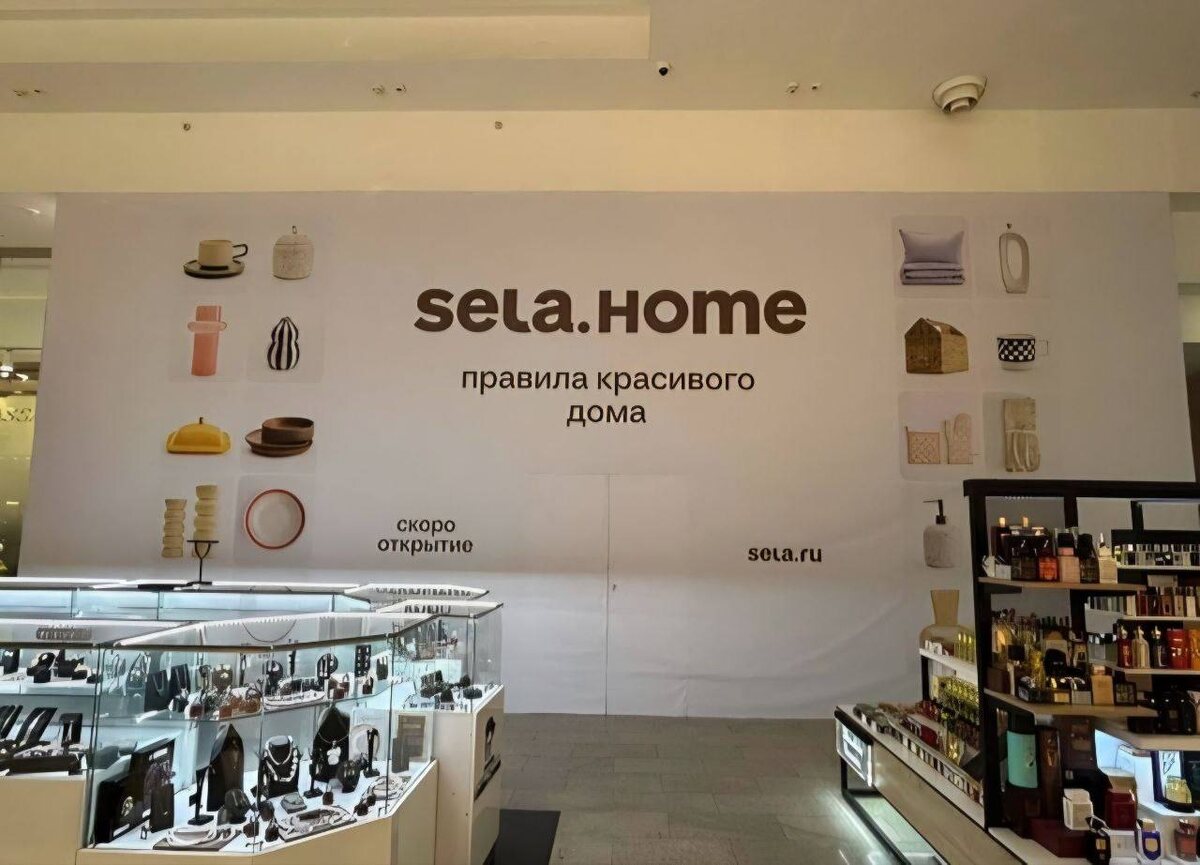 sela.Home
правила красивого
дома
скоро
открытие
sela.ru